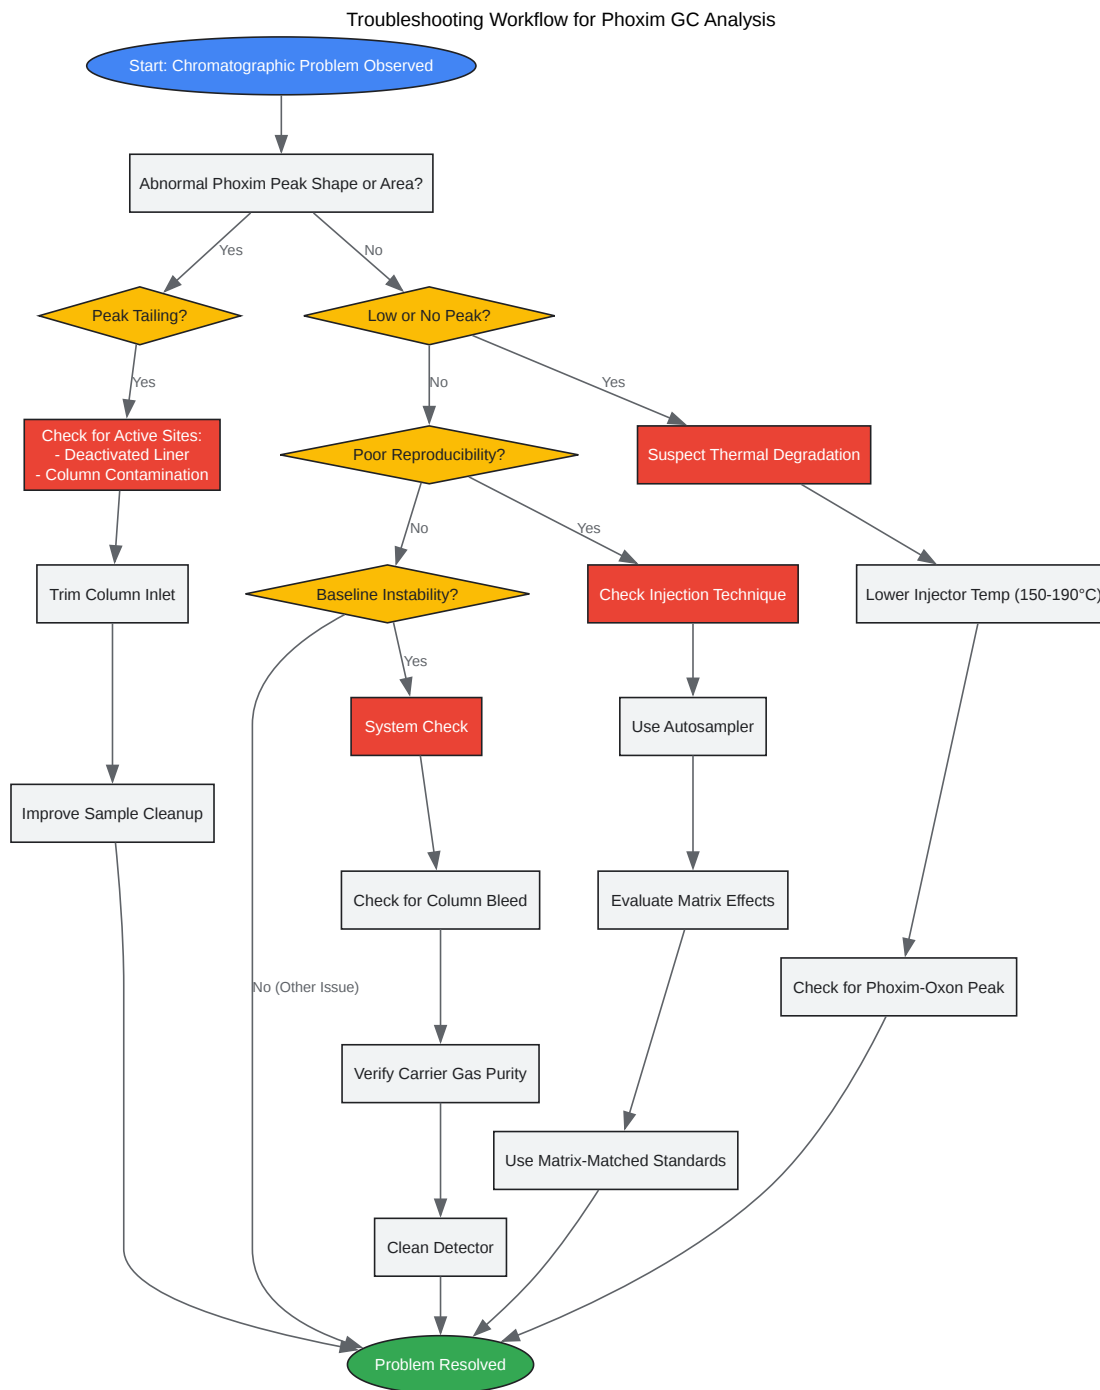 Troubleshooting Workflow for Phoxim GC Analysis
Start: Chromatographic Problem Observed
Abnormal Phoxim Peak Shape or Area?
Yes
No
Peak Tailing?
Low or No Peak?
Yes
No
Yes
Check for Active Sites:
- Deactivated Liner
- Column Contamination
Poor Reproducibility?
Suspect Thermal Degradation
No
Yes
Trim Column Inlet
Baseline Instability?
Check Injection Technique
Lower Injector Temp (150-190°C)
Yes
System Check
Use Autosampler
Improve Sample Cleanup
Check for Column Bleed
Evaluate Matrix Effects
No (Other Issue)
Check for Phoxim-Oxon Peak
Verify Carrier Gas Purity
Use Matrix-Matched Standards
Clean Detector
Problem Resolved